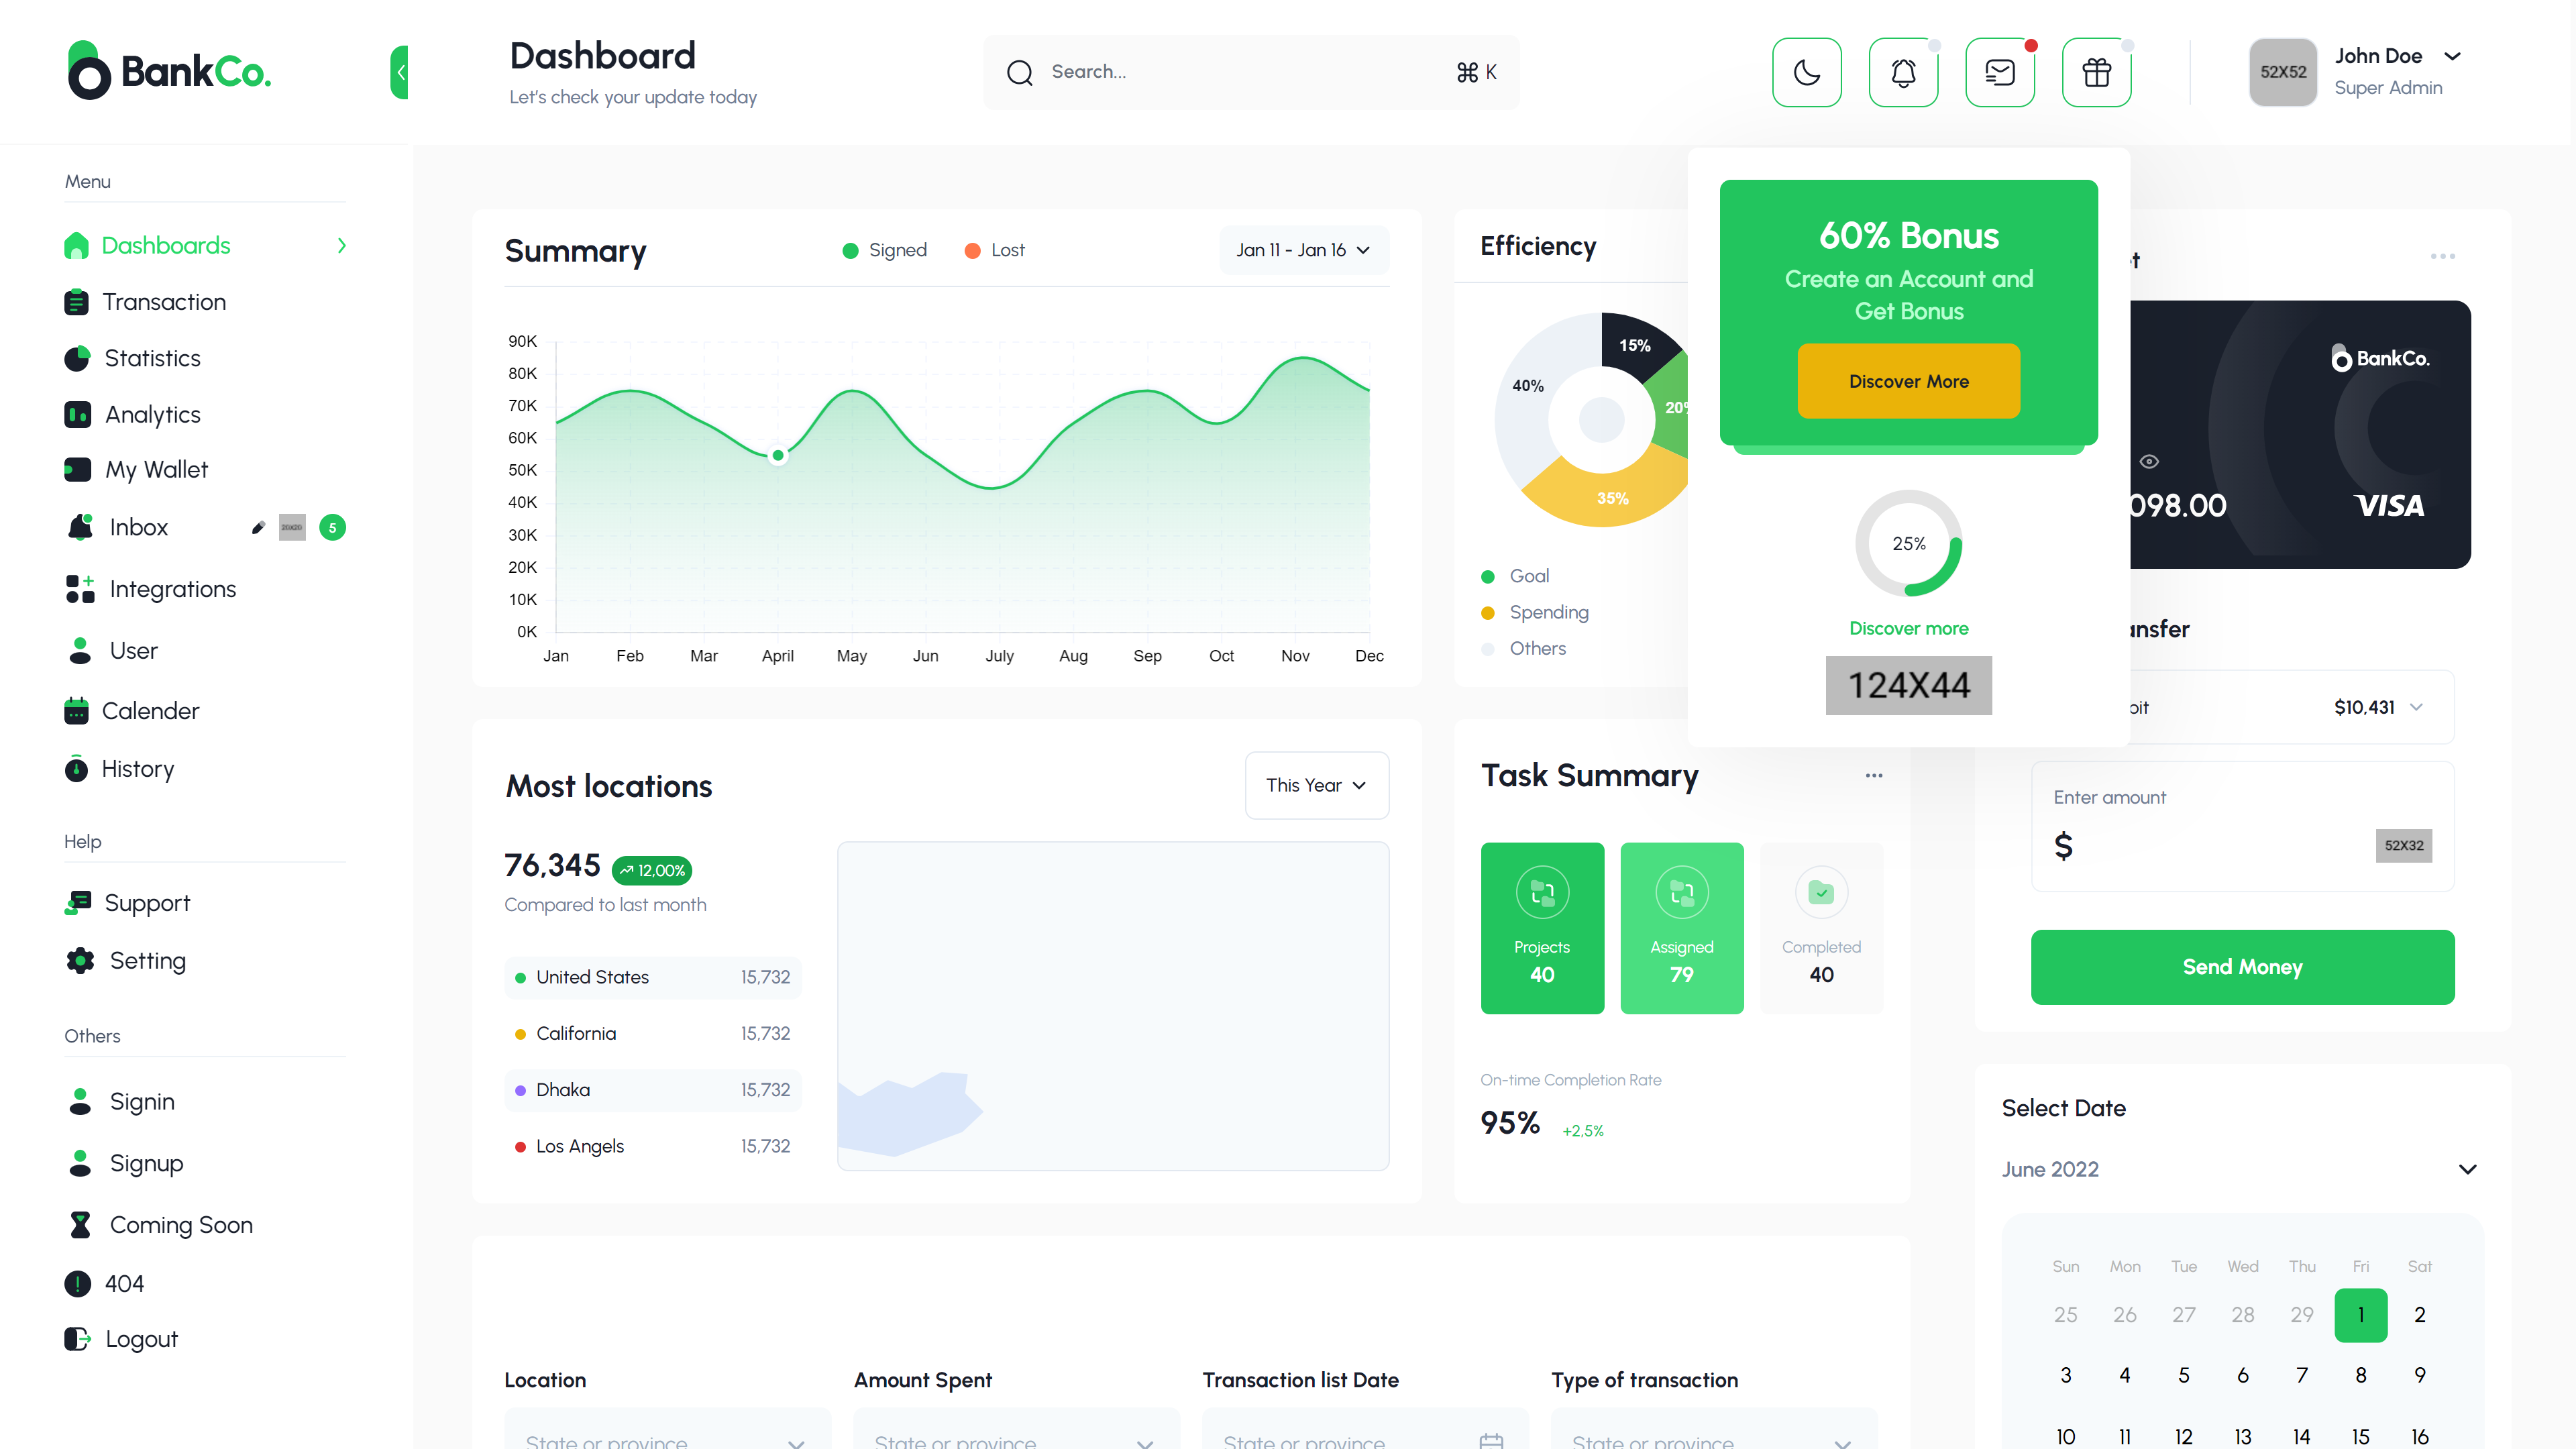 BankCo.
Dashboard
Let's check your update today
Search...
⌘ K
52X52
John Doe
Super Admin
Menu
Dashboards
Transaction
Statistics
Analytics
My Wallet
Inbox
20X20
5
Integrations
User
Calender
History
Help
Support
Setting
Others
Signin
Signup
Coming Soon
404
Logout
Summary
Signed
Lost
Jan 11 - Jan 16
90K
80K
70K
60K
50K
40K
30K
20K
10K
0K
Jan Feb Mar April May Jun July Aug Sep Oct Nov Dec
Efficiency
15%
40%
20%
35%
Goal
Spending
Others
60% Bonus
Create an Account and
Get Bonus
Discover More
25%
Discover more
124X44
BankCo.
098.00
VISA
$10,431
Enter amount
$
52X32
Send Money
Most locations
This Year
76,345
12,00%
Compared to last month
United States 15,732
California 15,732
Dhaka 15,732
Los Angels 15,732
Task Summary
Projects
40
Assigned
79
Completed
40
On-time Completion Rate
95%
+2,5%
Select Date
June 2022
Sun Mon Tue Wed Thu Fri Sat
25 26 27 28 29 1 2
3 4 5 6 7 8 9
10 11 12 13 14 15 16
Location
State or province
Amount Spent
State or province
Transaction list Date
State or province
Type of transaction
State or province